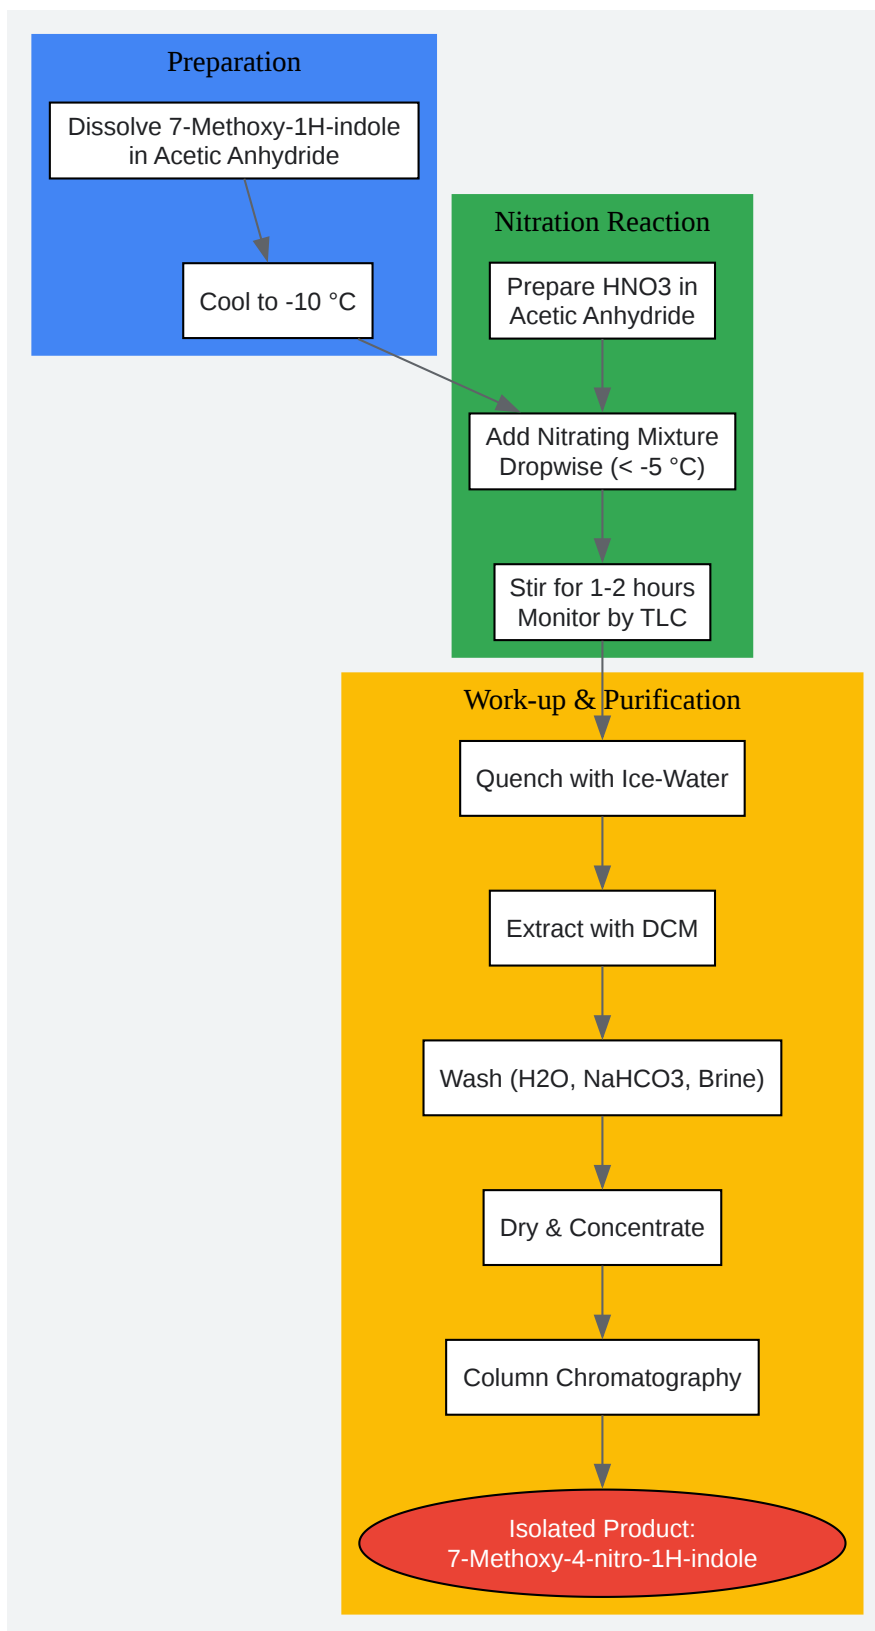 Preparation
Dissolve 7-Methoxy-1H-indole
in Acetic Anhydride
Cool to -10 °C
Nitration Reaction
Prepare HNO3 in
Acetic Anhydride
Add Nitrating Mixture
Dropwise (< -5 °C)
Stir for 1-2 hours
Monitor by TLC
Work-up & Purification
Quench with Ice-Water
Extract with DCM
Wash (H2O, NaHCO3, Brine)
Dry & Concentrate
Column Chromatography
Isolated Product:
7-Methoxy-4-nitro-1H-indole